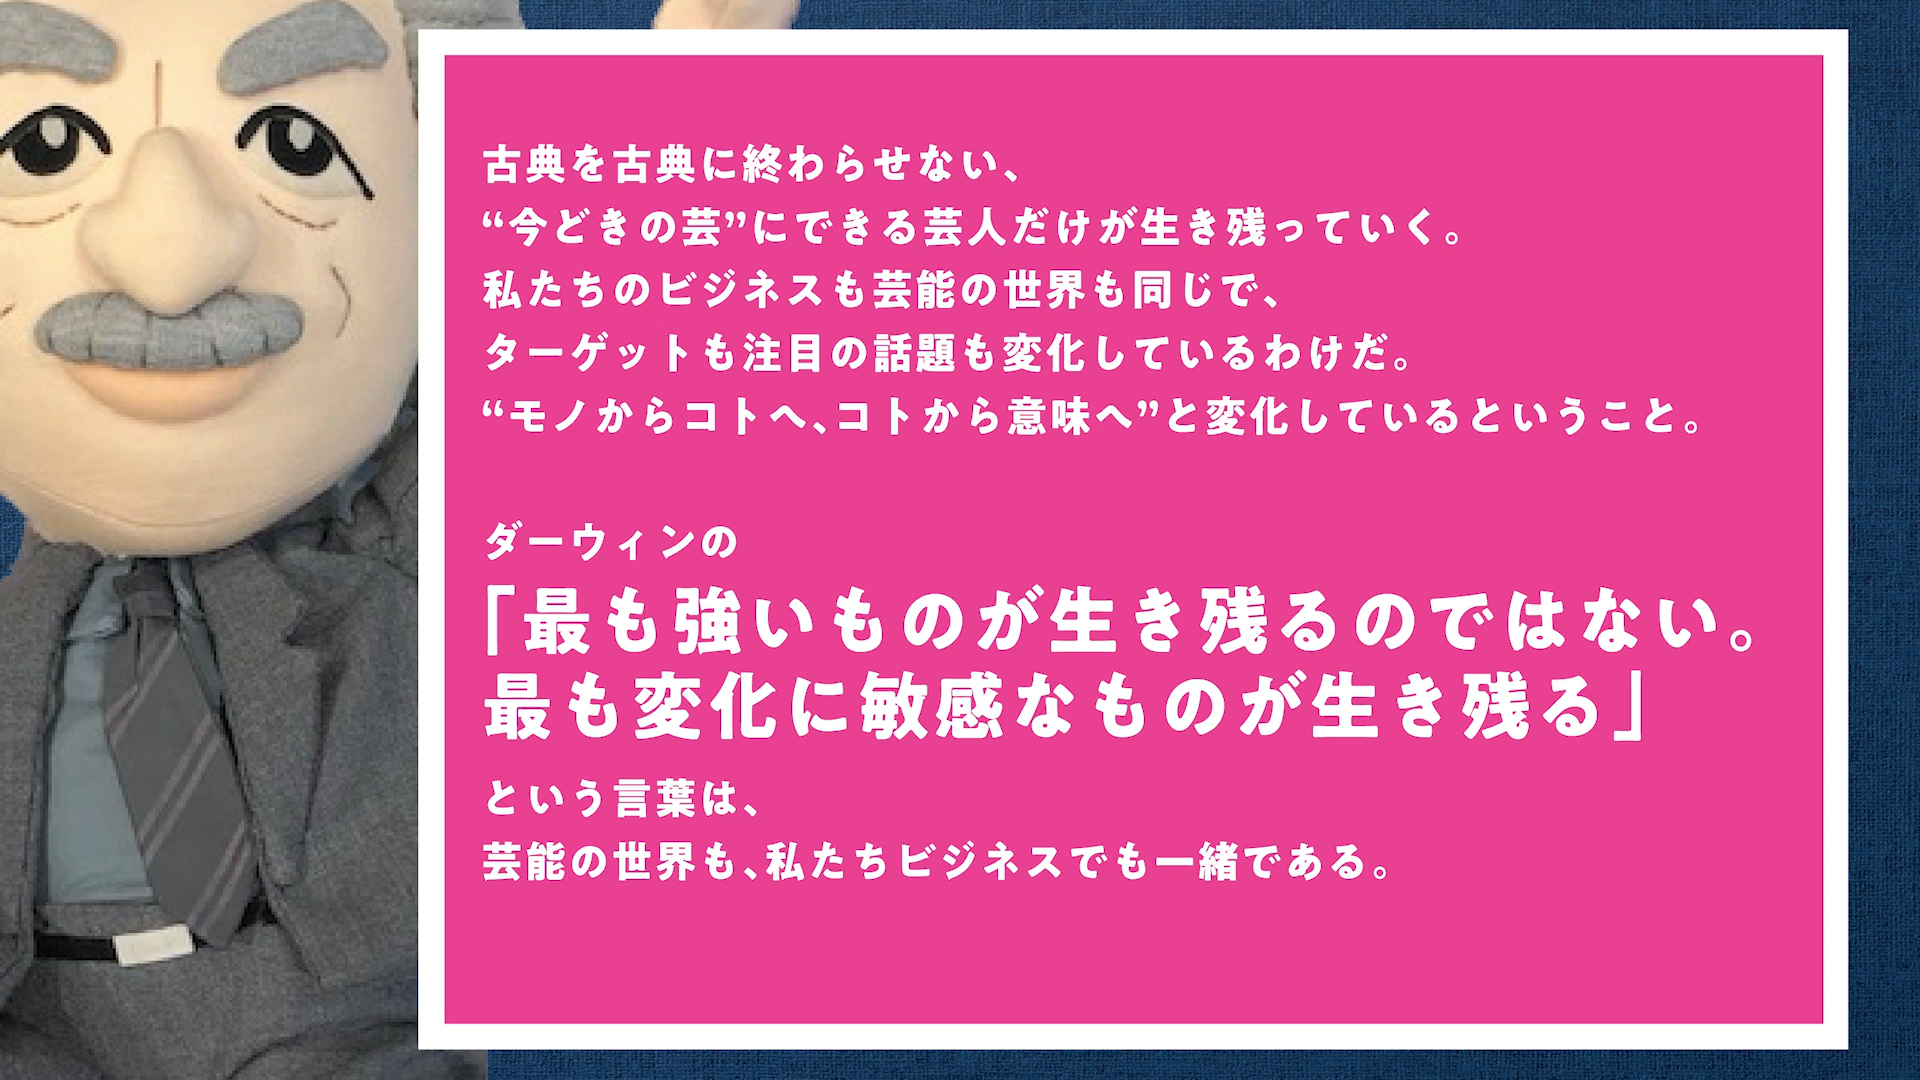 古典を古典に終わらせない、
“今どきの芸”にできる芸人だけが生き残っていく。
私たちのビジネスも芸能の世界も同じで、
ターゲットも注目の話題も変化しているわけだ。
“モノからコトへ、コトから意味へ”と変化しているということ。
ダーウィンの
「最も強いものが生き残るのではない。
最も変化に敏感なものが生き残る」
という言葉は、
芸能の世界も、私たちビジネスでも一緒である。